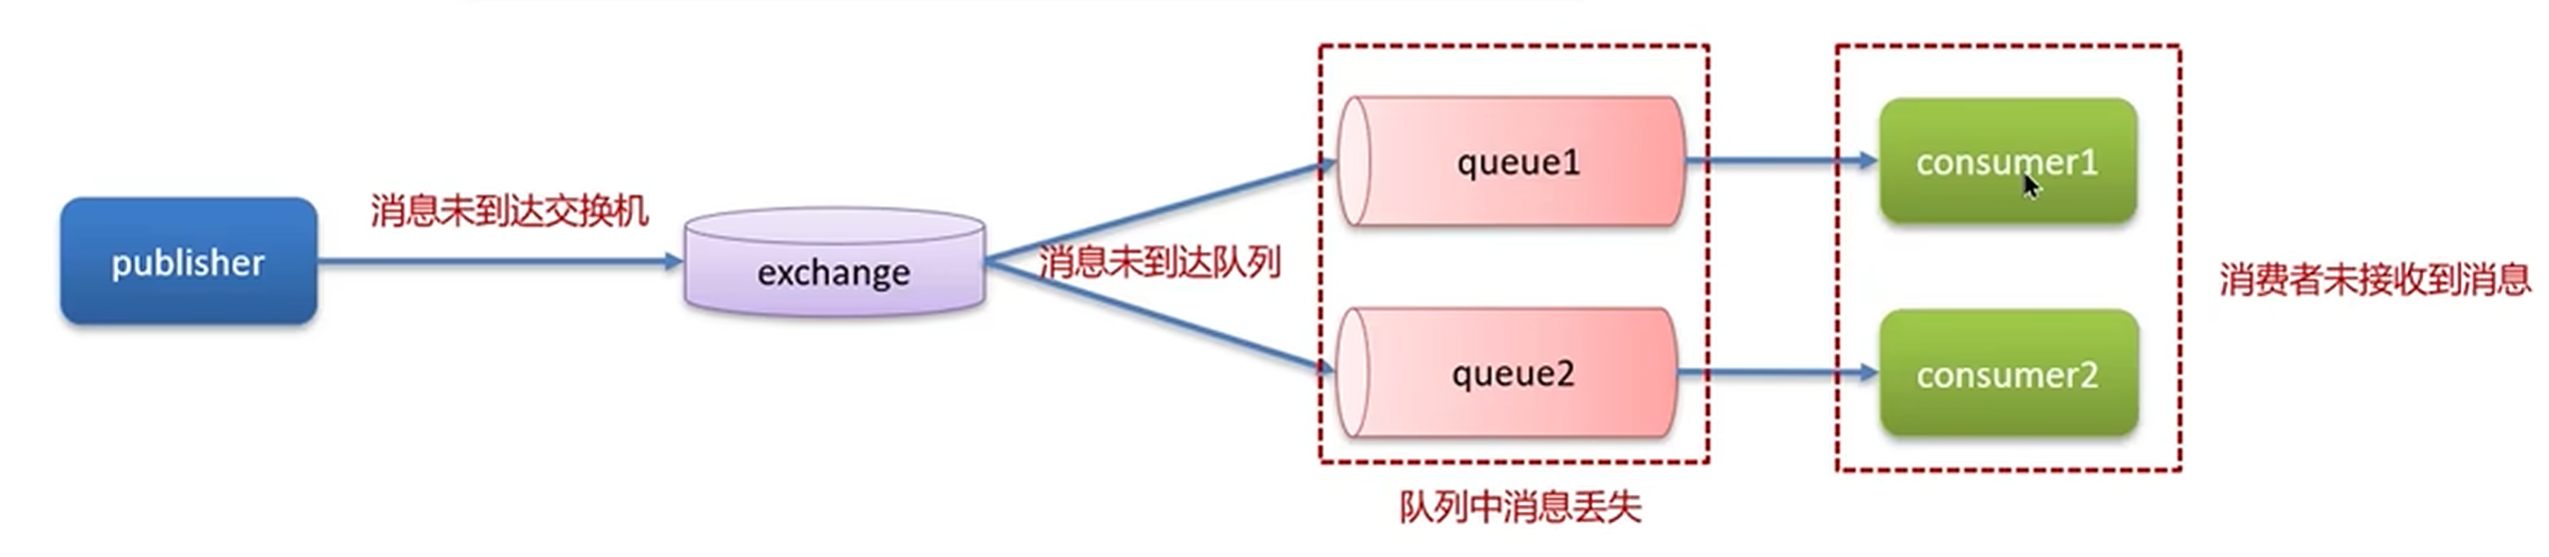 publisher
消息未到达交换机
exchange
消息未到达队列
queue1
queue2
队列中消息丢失
consumer1
consumer2
消费者未接收到消息